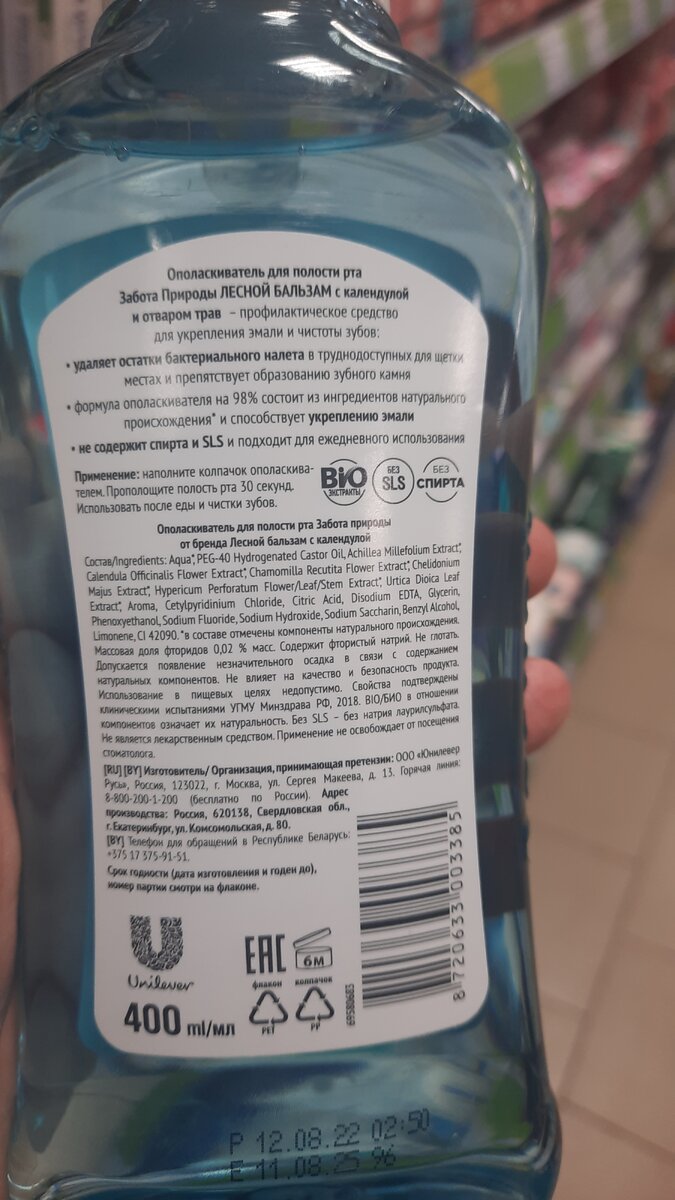 Ополаскиватель для полости рта
Забота Природы ЛЕСНОЙ БАЛЬЗАМ с календулой
и отваром трав – профилактическое средство
для укрепления эмали и чистоты зубов:
• удаляет остатки бактериального налета в труднодоступных для щетки
местах и препятствует образованию зубного камня
• формула ополаскивателя на 98% состоит из ингредиентов натурального
происхождения* и способствует укреплению эмали
• не содержит спирта и SLS и подходит для ежедневного использования
Применение: наполните колпачок ополаскива-
телем. Прополощите полость рта 30 секунд.
Использовать после еды и чистки зубов.
BIO ЭКСТРАКТЫ
БЕЗ SLS
БЕЗ СПИРТА
Ополаскиватель для полости рта Забота природы
от бренда Лесной бальзам с календулой
Состав/Ingredients: Aqua*, PEG-40 Hydrogenated Castor Oil, Achillea Millefolium Extract*,
Calendula Officinalis Flower Extract*, Chamomilla Recutita Flower Extract*, Chelidonium
Majus Extract*, Hypericum Perforatum Flower/Leaf/Stem Extract*, Urtica Dioica Leaf
Extract*, Aroma, Cetylpyridinium Chloride, Citric Acid, Disodium EDTA, Glycerin,
Phenoxyethanol, Sodium Fluoride, Sodium Hydroxide, Sodium Saccharin, Benzyl Alcohol,
Limonene, CI 42090. *в составе отмечены компоненты натурального происхождения.
Массовая доля фторидов 0,02 % масс. Содержит фтористый натрий. Не глотать.
Допускается появление незначительного осадка в связи с содержанием
натуральных компонентов. Не влияет на качество и безопасность продукта.
Использование в пищевых целях недопустимо. Свойства подтверждены
клиническими испытаниями УГМУ Минздрава РФ, 2018. BIO/БИО в отношении
компонентов означает их натуральность. Без SLS – без натрия лаурилсульфата.
Не является лекарственным средством. Применение не освобождает от посещения
стоматолога.
[RU] [BY] Изготовитель/ Организация, принимающая претензии: ООО «Юнилевер
Русь», Россия, 123022, г. Москва, ул. Сергея Макеева, д. 13. Горячая линия:
8-800-200-1-200 (бесплатно по России). Адрес
производства: Россия, 620138, Свердловская обл.,
г. Екатеринбург, ул. Комсомольская, д. 80.
[BY] Телефон для обращений в Республике Беларусь:
+375 17 375-91-51.
Срок годности (дата изготовления и годен до),
номер партии смотри на флаконе.
Unilever
EAC
6М
флакон
колпачок
PET
PP
400 ml/мл
69580683
8 720633 003385
P 12.08.22 02:50
E 11.08.25 96